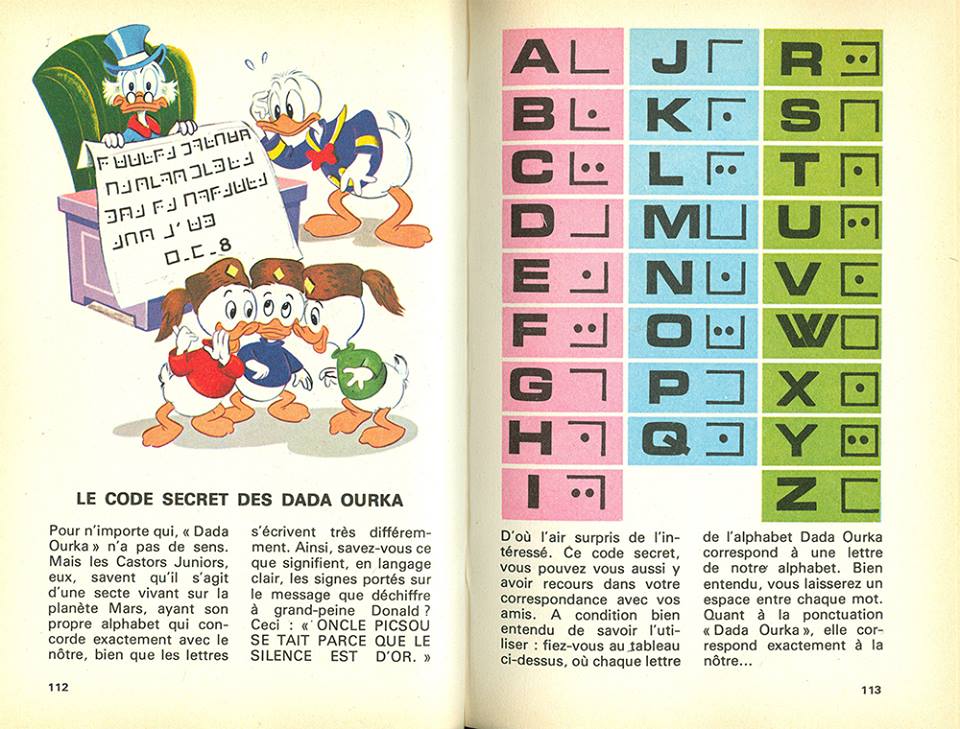 LE CODE SECRET DES DADA OURKA
Pour n'importe qui, « Dada
Ourka » n'a pas de sens.
Mais les Castors Juniors,
eux, savent qu'il s'agit
d'une secte vivant sur la
planète Mars, ayant son
propre alphabet qui con-
corde exactement avec le
nôtre, bien que les lettres
s'écrivent très différem-
ment. Ainsi, savez-vous ce
que signifient, en langage
clair, les signes portés sur
le message que déchiffre
à grand-peine Donald ?
Ceci : « ONCLE PICSOU
SE TAIT PARCE QUE LE
SILENCE EST D'OR. »
112
A J R
B K S
C L T
D M U
E N V
F O W
G P X
H Q Y
I Z
D'où l'air surpris de l'in-
téressé. Ce code secret,
vous pouvez vous aussi y
avoir recours dans votre
correspondance avec vos
amis. A condition bien
entendu de savoir l'uti-
liser : fiez-vous au tableau
ci-dessus, où chaque lettre
de l'alphabet Dada Ourka
correspond à une lettre
de notre alphabet. Bien
entendu, vous laisserez un
espace entre chaque mot.
Quant à la ponctuation
« Dada Ourka », elle cor-
respond exactement à la
nôtre...
113